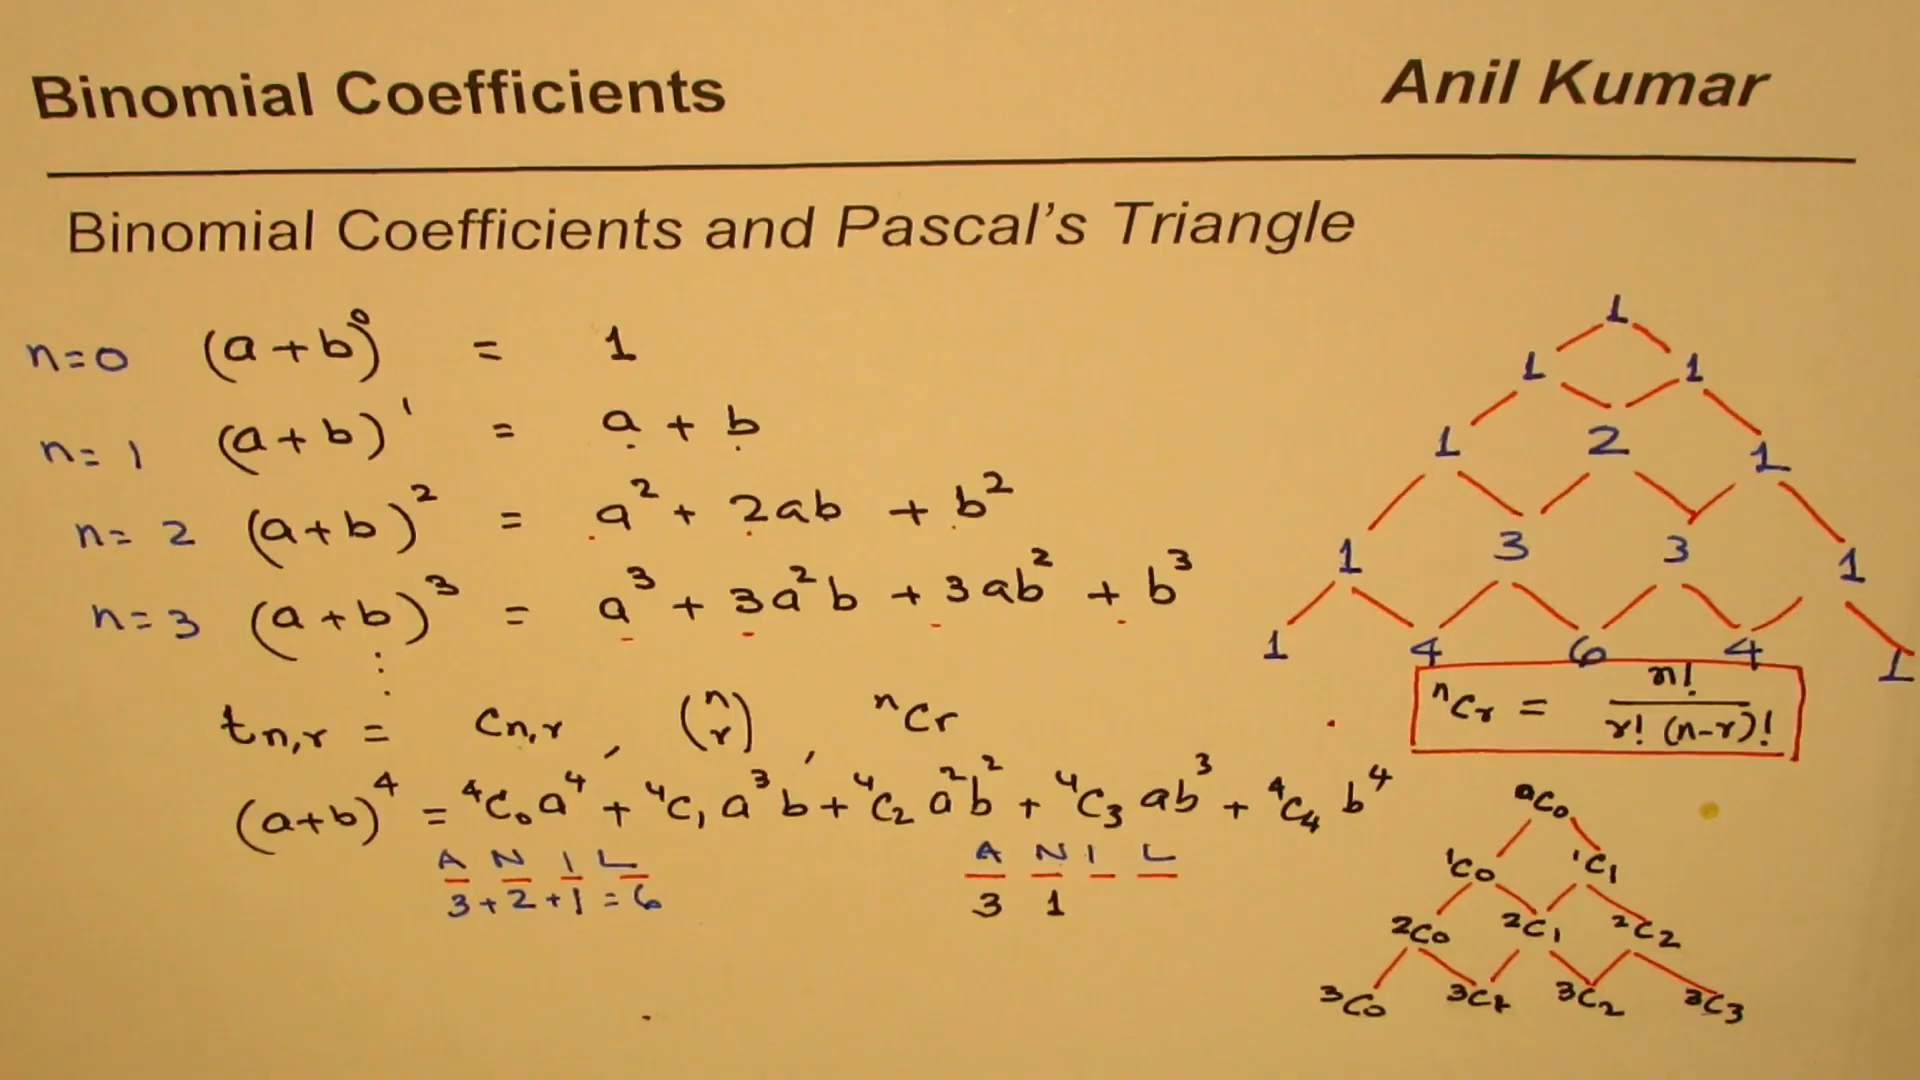 Binomial Coefficients
Anil Kumar
Binomial Coefficients and Pascal's Triangle
n=0 (a+b)⁰ = 1
n=1 (a+b)¹ = a + b
n=2 (a+b)² = a² + 2ab + b²
n=3 (a+b)³ = a³ + 3a²b + 3ab² + b³
⋮
tn,r = Cn,r , (n r) , ⁿCr
(a+b)⁴ = ⁴C₀a⁴ + ⁴C₁a³b + ⁴C₂a²b² + ⁴C₃ab³ + ⁴C₄b⁴
A N I L
3+2+1=6
A N I L
3 1
1
1 1
1 2 1
1 3 3 1
1 4 6 4 1
ⁿCr = n! / r! (n-r)!
⁰C₀
¹C₀ ¹C₁
²C₀ ²C₁ ²C₂
³C₀ ³C₁ ³C₂ ³C₃